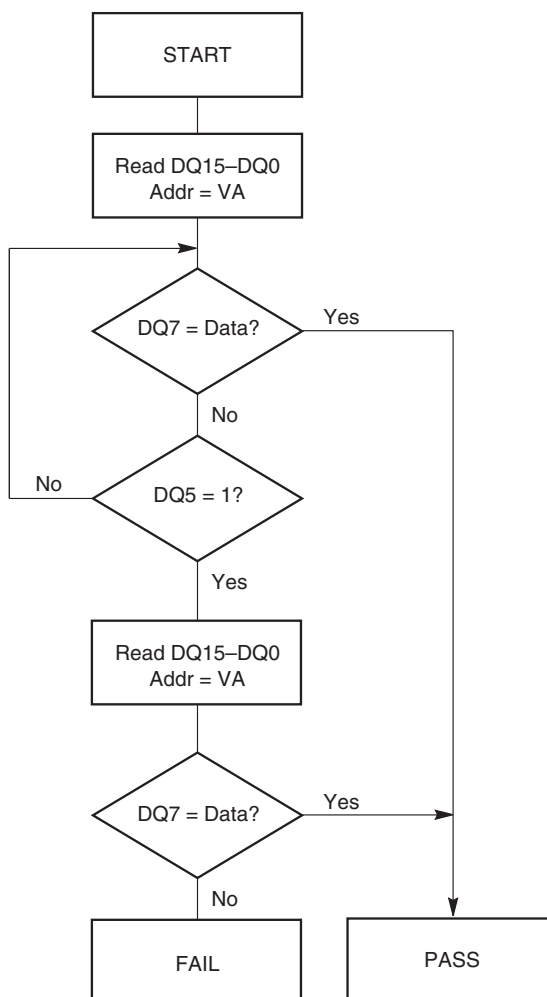 START
Read DQ15–DQ0
Addr = VA
DQ7 = Data?
Yes
No
No
DQ5 = 1?
Yes
Read DQ15–DQ0
Addr = VA
DQ7 = Data?
Yes
No
FAIL
PASS